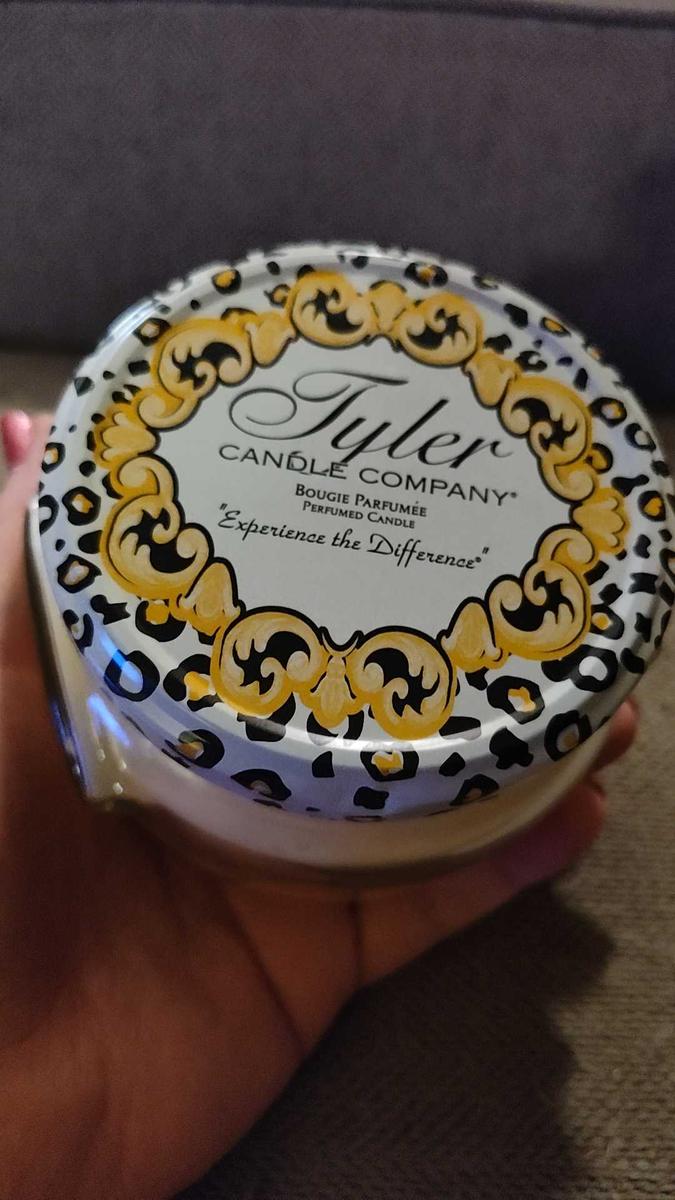 Tyler
CANDLE COMPANY®
BOUGIE PARFUMÉE
PERFUMED CANDLE
"Experience the Difference®"